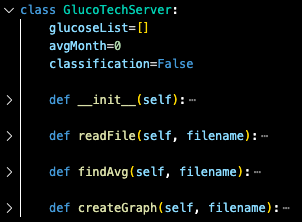 class GlucoTechServer:
glucoseList=[]
avgMonth=0
classification=False
def __init__(self):⋯
def readFile(self, filename):⋯
def findAvg(self, filename):⋯
def createGraph(self, filename):⋯